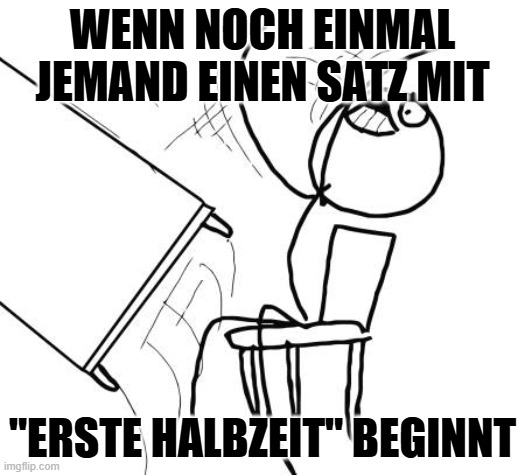 WENN NOCH EINMAL
JEMAND EINEN SATZ MIT
"ERSTE HALBZEIT" BEGINNT
imgflip.com